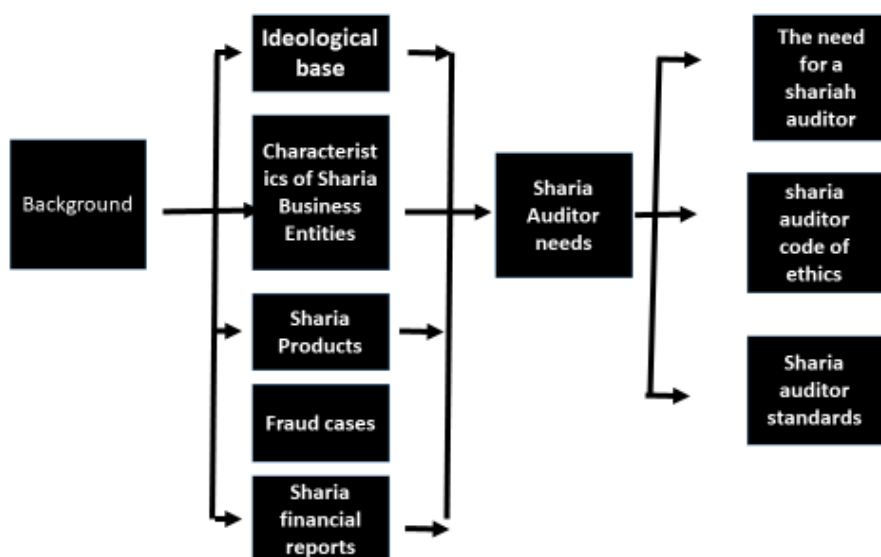 Background
Ideological
base
Characterist
ics of Sharia
Business
Entities
Sharia
Products
Fraud cases
Sharia
financial
reports
Sharia
Auditor
needs
The need
for a
shariah
auditor
sharia
auditor
code of
ethics
Sharia
auditor
standards